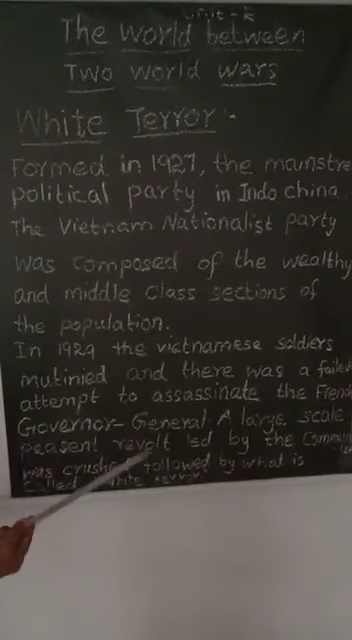 unit - 
The world between
Two world wars
White Terror :-
Formed in 1927, the mainstre
political party in Indo china
The Vietnam Nationalist party
was composed of the wealthy
and middle class sections of
the population.
In 1929 the vietnamese soldiers
mutinied and there was a failed
attempt to assassinate the French
Governor-General. A large scale
peasent revolt led by the Commu
was crushed followed by what is
called white terror